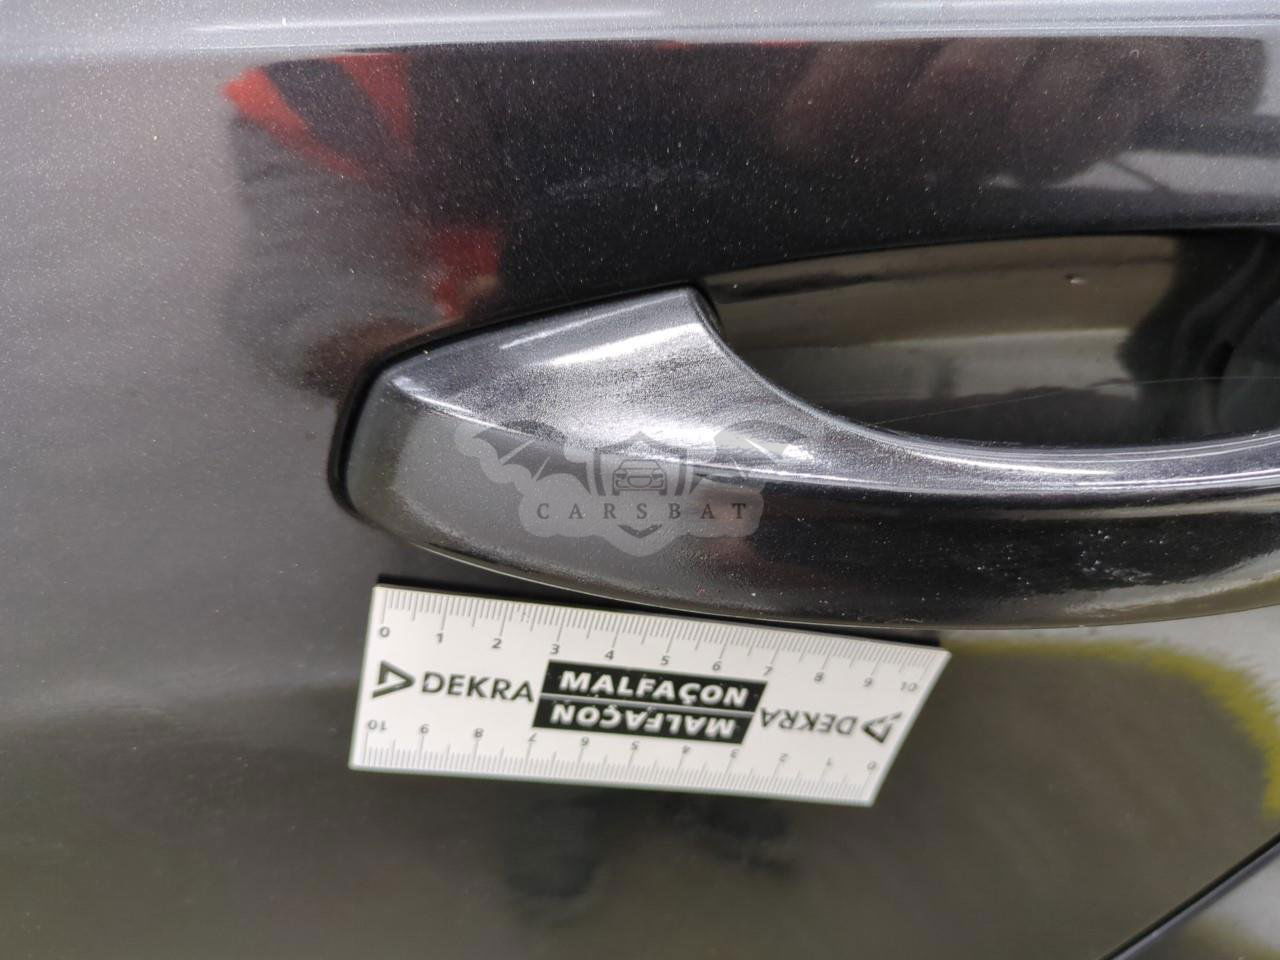 CARSBAT
0 1 2 3 4 5 6 7 8 9 10
DEKRA MALFAÇON
MALFAÇON DEKRA
10 9 8 7 6 5 4 3 2 1 0